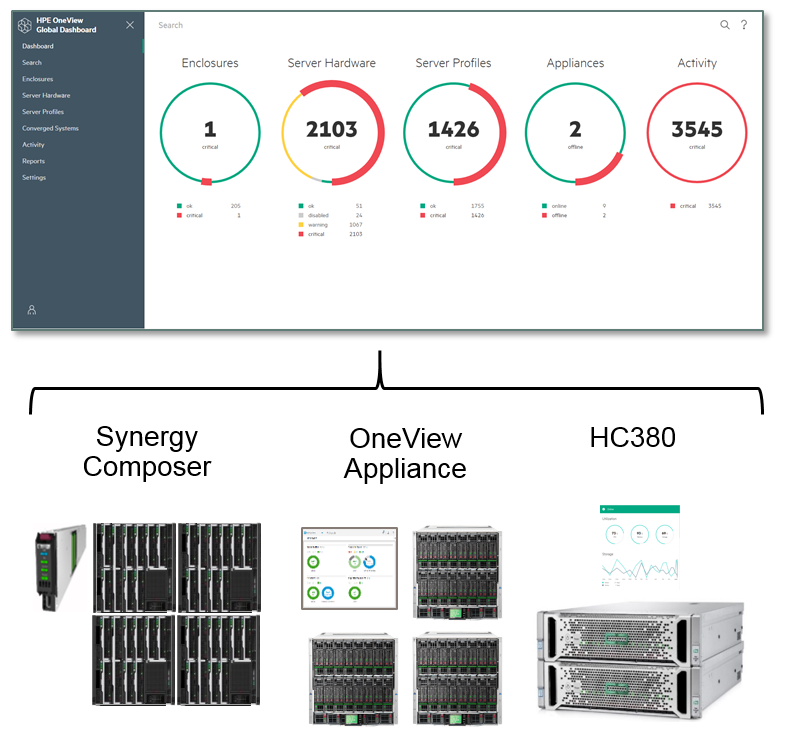 HPE OneView
Global Dashboard
Search
?
Dashboard
Search
Enclosures
Server Hardware
Server Profiles
Converged Systems
Activity
Reports
Settings
Enclosures
1
critical
ok 205
critical 1
Server Hardware
2103
critical
ok 51
disabled 24
warning 1067
critical 2103
Server Profiles
1426
critical
ok 1755
critical 1426
Appliances
2
offline
online 9
offline 2
Activity
3545
critical
critical 3545
Synergy
Composer
OneView
Appliance
HC380